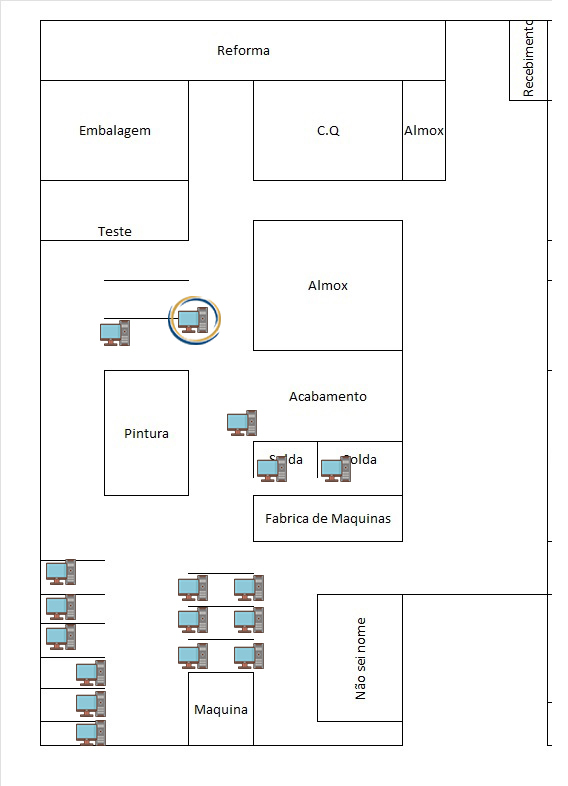 Reforma
Recebimento
Embalagem
C.Q
Almox
Teste
Almox
Acabamento
Pintura
Solda
Solda
Fabrica de Maquinas
Não sei nome
Maquina